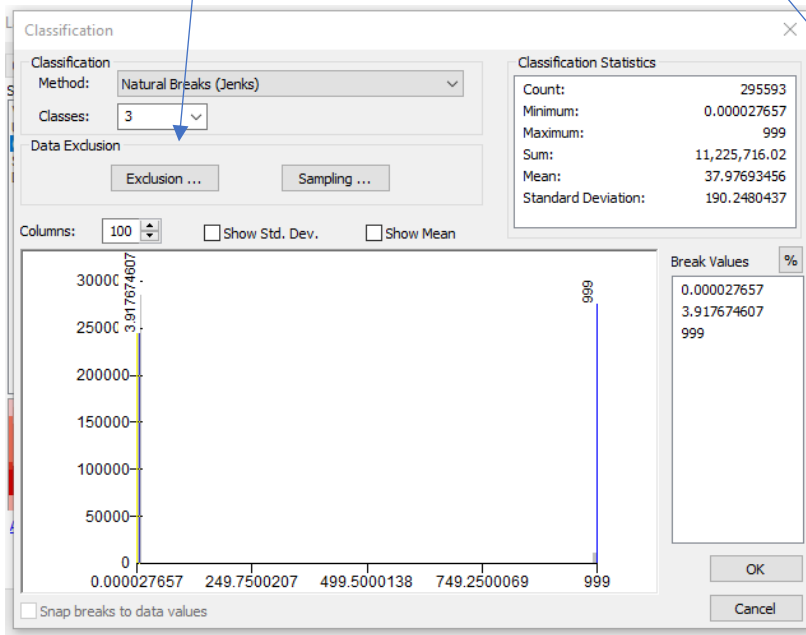 Classification
Classification
Method: Natural Breaks (Jenks)
Classes: 3
Data Exclusion
Exclusion ...
Sampling ...
Classification Statistics
Count: 295593
Minimum: 0.000027657
Maximum: 999
Sum: 11,225,716.02
Mean: 37.97693456
Standard Deviation: 190.2480437
Columns: 100
Show Std. Dev.
Show Mean
Break Values %
0.000027657
3.917674607
999
3.917674607
999
200000
150000
100000
50000
0
0.000027657 249.7500207 499.5000138 749.2500069 999
Snap breaks to data values
OK
Cancel